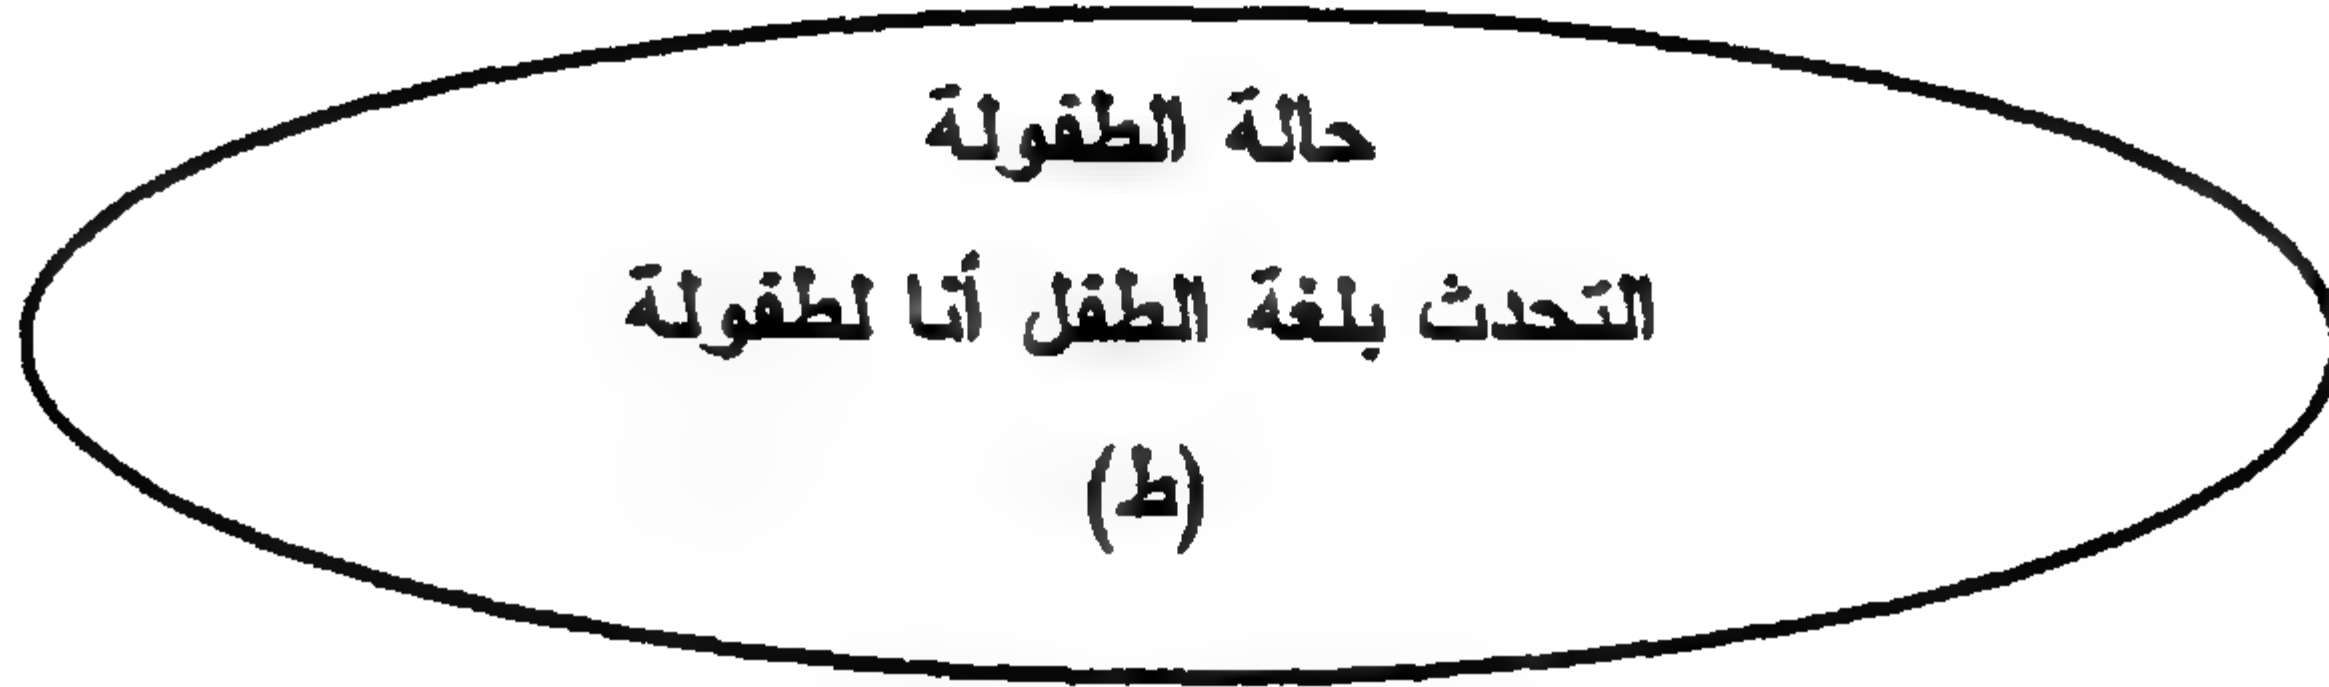 حالة الطفولة
التحدث بلغة الطفل أنا لطفولة
(ط)